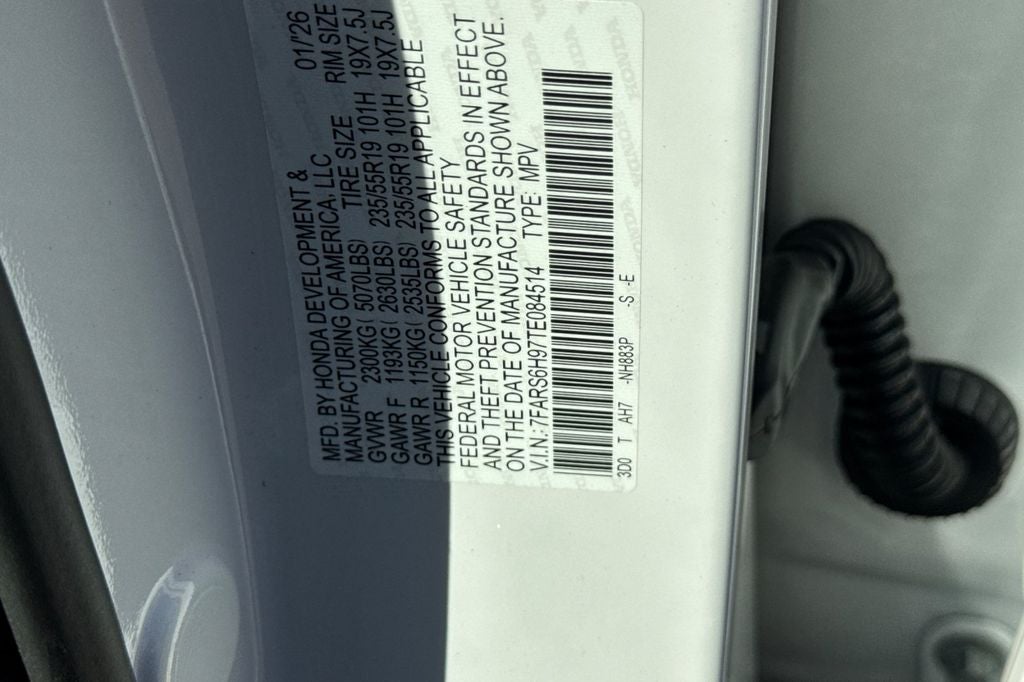 MFD. BY HONDA DEVELOPMENT & 01/'26
MANUFACTURING OF AMERICA, LLC TIRE SIZE RIM SIZE
GVWR 2300KG( 5070LBS) 235/55R19 101H 19X7.5J
GAWR F 1193KG( 2630LBS) 235/55R19 101H 19X7.5J
GAWR R 1150KG( 2535LBS)
THIS VEHICLE CONFORMS TO ALL APPLICABLE
FEDERAL MOTOR VEHICLE SAFETY
AND THEFT PREVENTION STANDARDS IN EFFECT
ON THE DATE OF MANUFACTURE SHOWN ABOVE.
V.I.N.: 7FARS6H97TE084514 TYPE: MPV
3D0 T AH7 -NH883P -S -E
HONDA